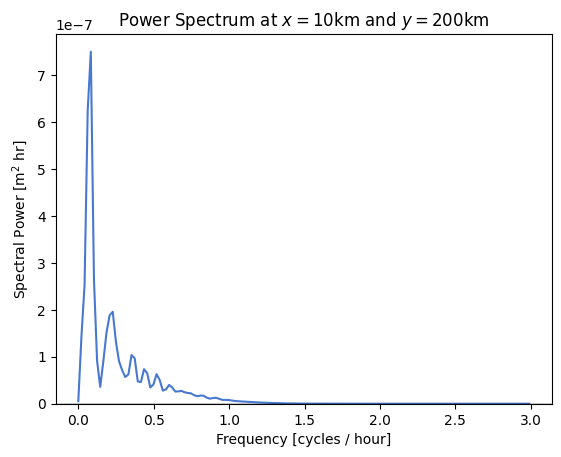 Power Spectrum at x = 10km and y = 200km
1e−7
7
6
5
4
3
2
1
0
Spectral Power [m² hr]
0.0 0.5 1.0 1.5 2.0 2.5 3.0
Frequency [cycles / hour]